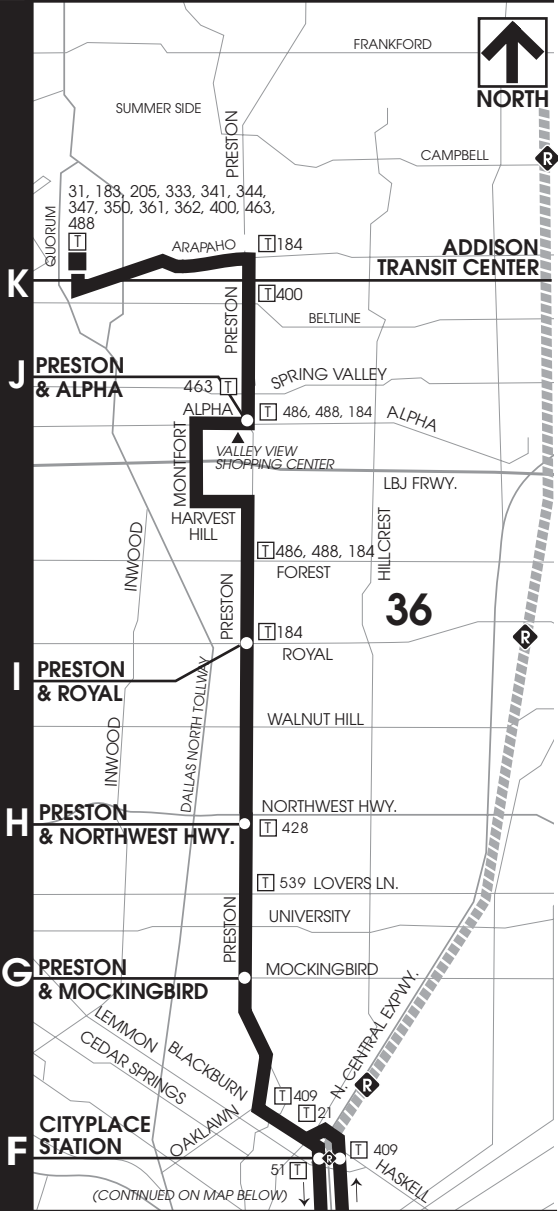 FRANKFORD
NORTH
SUMMER SIDE
PRESTON
CAMPBELL
R
31, 183, 205, 333, 341, 344,
347, 350, 361, 362, 400, 463,
488
T
QUORUM
ARAPAHO
T 184
ADDISON
TRANSIT CENTER
K
T 400
PRESTON
BELTLINE
J
PRESTON
& ALPHA
463 T
SPRING VALLEY
ALPHA
T 486, 488, 184
ALPHA
MONTFORT
VALLEY VIEW
SHOPPING CENTER
LBJ FRWY.
HARVEST
HILL
INWOOD
T 486, 488, 184
FOREST
HILLCREST
PRESTON
36
T 184
ROYAL
R
I
PRESTON
& ROYAL
DALLAS NORTH TOLLWAY
INWOOD
WALNUT HILL
H
PRESTON
& NORTHWEST HWY.
NORTHWEST HWY.
T 428
T 539 LOVERS LN.
UNIVERSITY
PRESTON
G
PRESTON
& MOCKINGBIRD
MOCKINGBIRD
N. CENTRAL EXPWY.
LEMMON
BLACKBURN
CEDAR SPRINGS
R
T 409
T 21
OAKLAWN
F
CITYPLACE
STATION
R
T 409
51 T
HASKELL
(CONTINUED ON MAP BELOW)